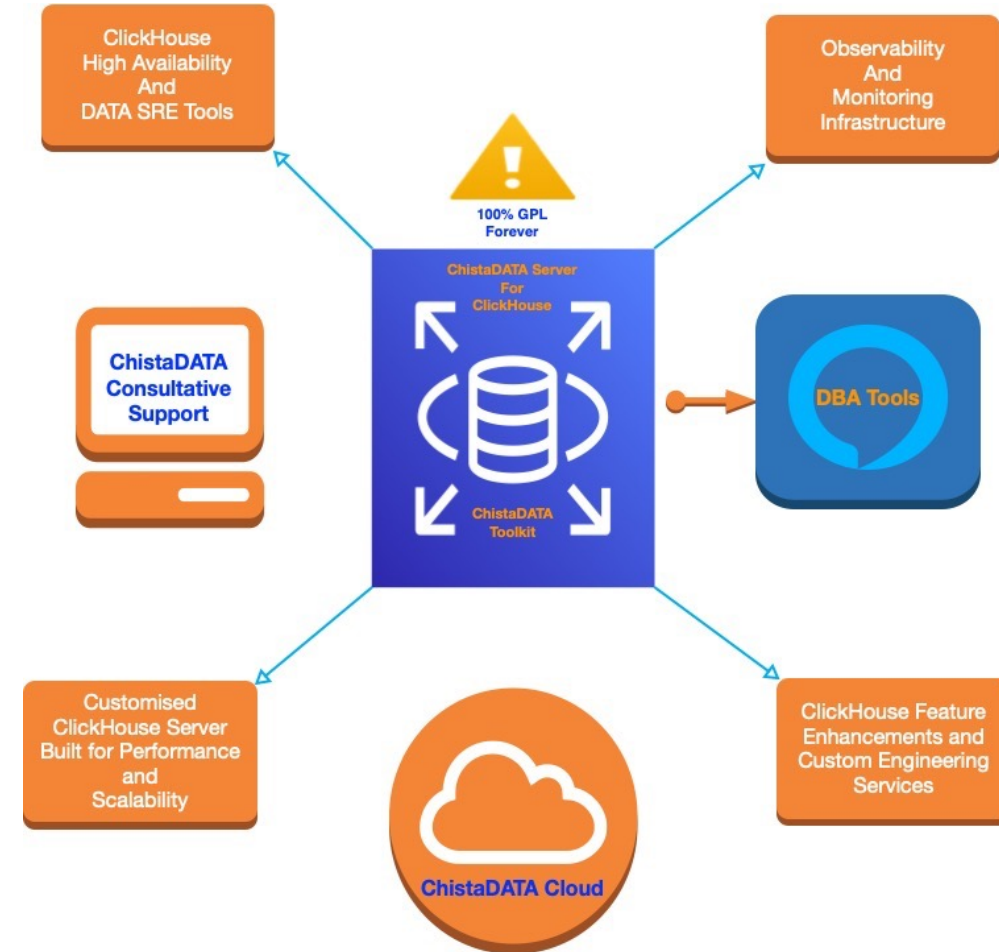 ClickHouse
High Availability
And
DATA SRE Tools
Observability
And
Monitoring
Infrastructure
100% GPL
Forever
ChistaDATA Server
For
ClickHouse
ChistaDATA
Consultative
Support
DBA Tools
ChistaDATA
Toolkit
Customised
ClickHouse Server
Built for Performance
and
Scalability
ClickHouse Feature
Enhancements and
Custom Engineering
Services
ChistaDATA Cloud